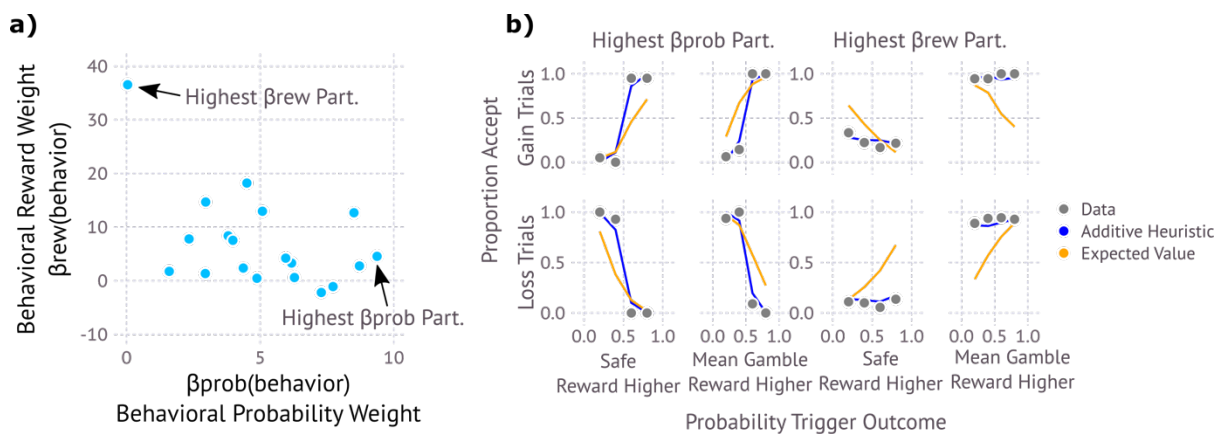 a)
40
30
20
10
0
-10
0
5
10
Behavioral Reward Weight
βrew(behavior)
Highest βrew Part.
Highest βprob Part.
βprob(behavior)
Behavioral Probability Weight
b)
Highest βprob Part.
Highest βrew Part.
Proportion Accept
Gain Trials
1.0
0.5
0.0
Loss Trials
1.0
0.5
0.0
0.0 0.5 1.0
0.0 0.5 1.0
0.0 0.5 1.0
0.0 0.5 1.0
Safe
Reward Higher
Mean Gamble
Reward Higher
Safe
Reward Higher
Mean Gamble
Reward Higher
Probability Trigger Outcome
Data
Additive Heuristic
Expected Value